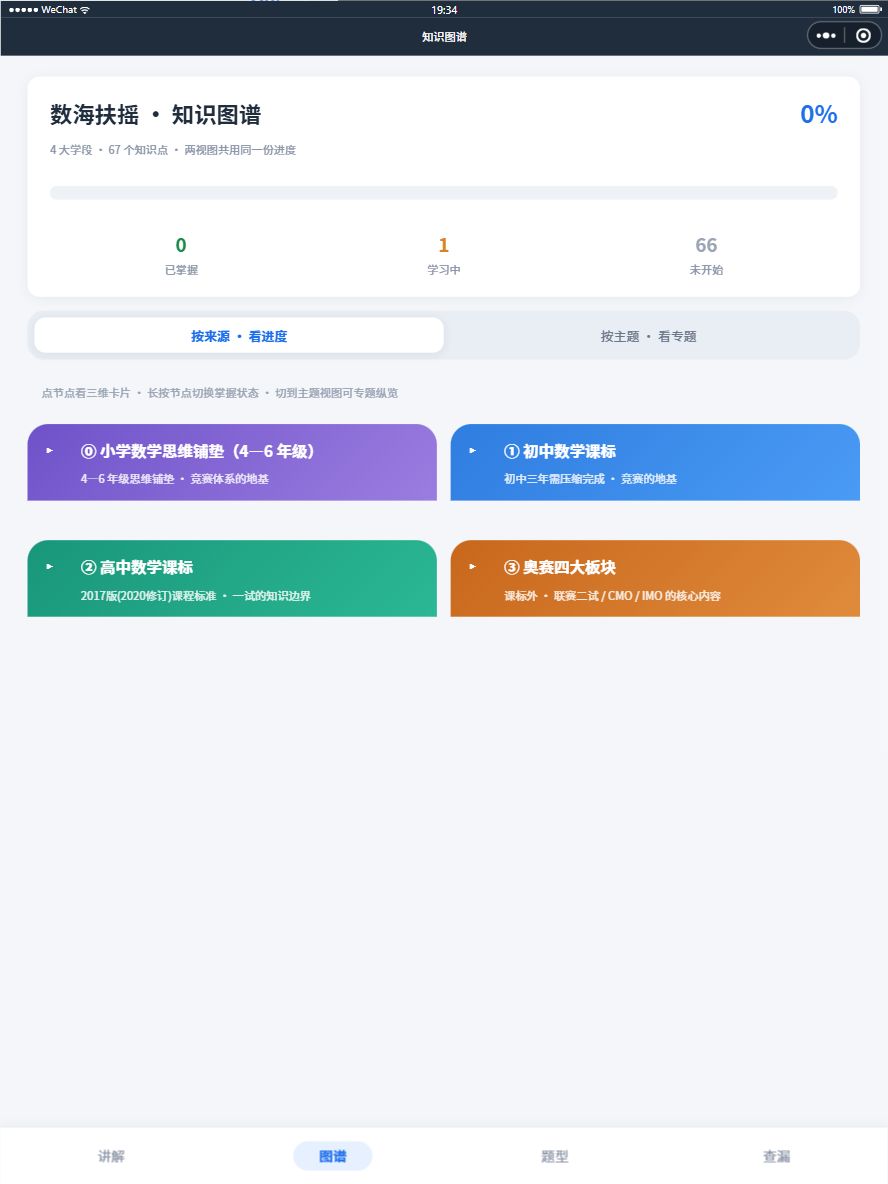 WeChat 19:34 100%
知识图谱
数海扶摇 · 知识图谱 0%
4 大学段 · 67 个知识点 · 两视图共用同一份进度
0 1 66
已掌握 学习中 未开始
按来源 · 看进度 按主题 · 看专题
点节点看三维卡片 · 长按节点切换掌握状态 · 切到主题视图可专题纵览
▸ ⓪ 小学数学思维铺垫（4—6 年级）
4—6 年级思维铺垫 · 竞赛体系的地基
▸ ① 初中数学课标
初中三年需压缩完成 · 竞赛的地基
▸ ② 高中数学课标
2017版(2020修订)课程标准 · 一试的知识边界
▸ ③ 奥赛四大板块
课标外 · 联赛二试 / CMO / IMO 的核心内容
讲解 图谱 题型 查漏